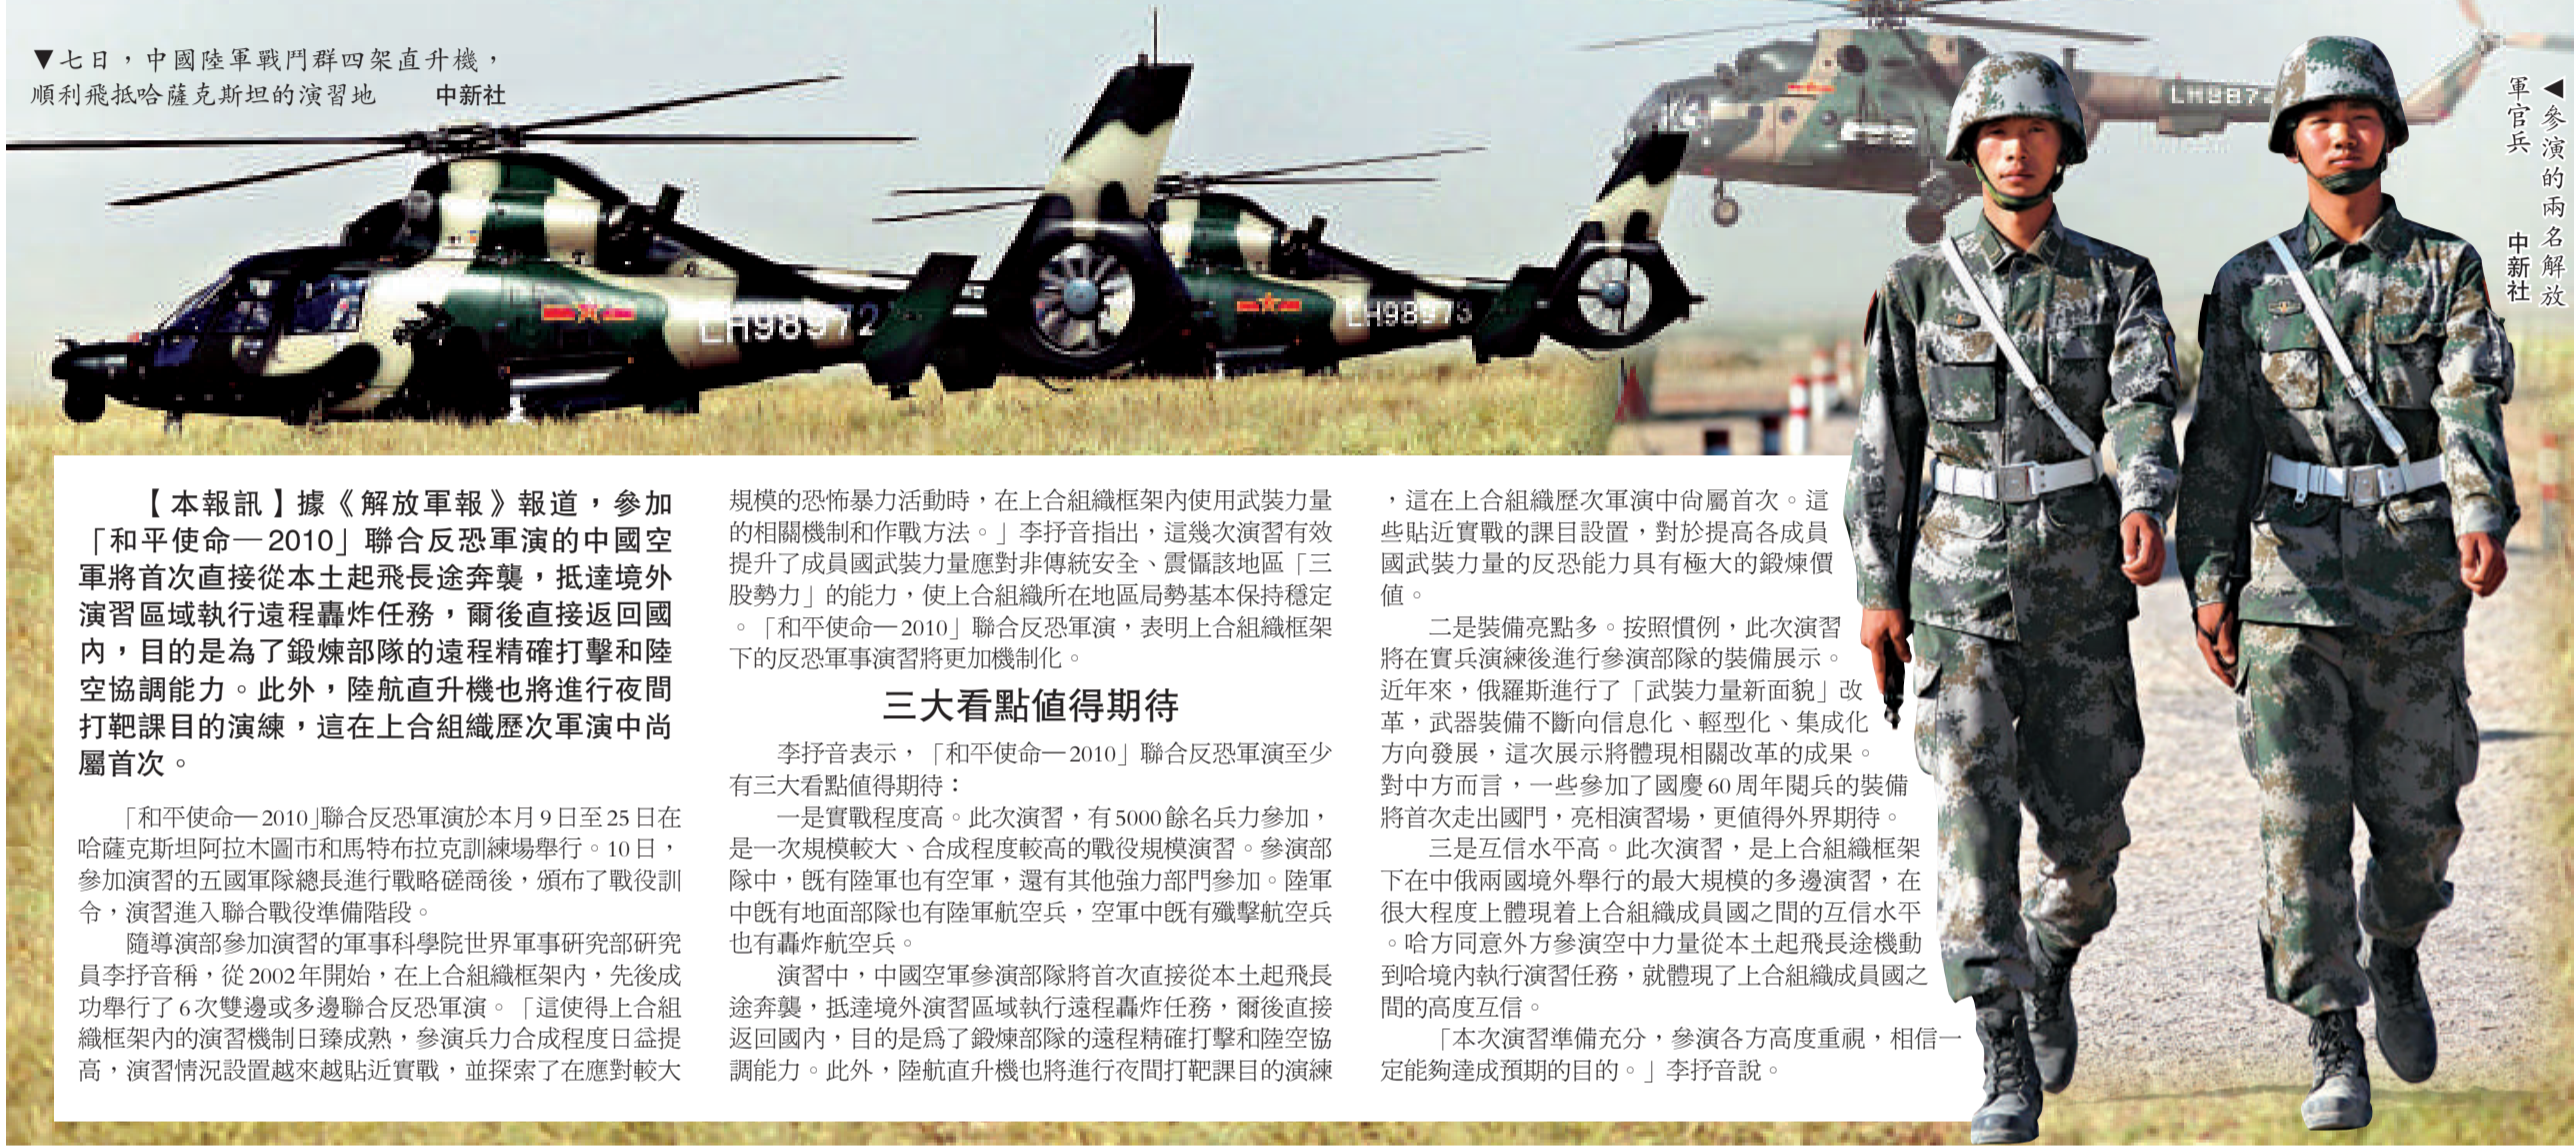 ▼七日，中國陸軍戰鬥群四架直升機，
順利飛抵哈薩克斯坦的演習地　中新社
◀參演的兩名解放
軍官兵　中新社
LH98972
LH98973
【本報訊】據《解放軍報》報道，參加
「和平使命—2010」聯合反恐軍演的中國空
軍將首次直接從本土起飛長途奔襲，抵達境外
演習區域執行遠程轟炸任務，爾後直接返回國
內，目的是為了鍛煉部隊的遠程精確打擊和陸
空協調能力。此外，陸航直升機也將進行夜間
打靶課目的演練，這在上合組織歷次軍演中尚
屬首次。
「和平使命—2010」聯合反恐軍演於本月9日至25日在
哈薩克斯坦阿拉木圖市和馬特布拉克訓練場舉行。10日，
參加演習的五國軍隊總長進行戰略磋商後，頒布了戰役訓
令，演習進入聯合戰役準備階段。
隨導演部參加演習的軍事科學院世界軍事研究部研究
員李抒音稱，從2002年開始，在上合組織框架內，先後成
功舉行了6次雙邊或多邊聯合反恐軍演。「這使得上合組
織框架內的演習機制日臻成熟，參演兵力合成程度日益提
高，演習情況設置越來越貼近實戰，並探索了在應對較大
規模的恐怖暴力活動時，在上合組織框架內使用武裝力量
的相關機制和作戰方法。」李抒音指出，這幾次演習有效
提升了成員國武裝力量應對非傳統安全、震懾該地區「三
股勢力」的能力，使上合組織所在地區局勢基本保持穩定
。「和平使命—2010」聯合反恐軍演，表明上合組織框架
下的反恐軍事演習將更加機制化。
三大看點值得期待
李抒音表示，「和平使命—2010」聯合反恐軍演至少
有三大看點值得期待：
一是實戰程度高。此次演習，有5000餘名兵力參加，
是一次規模較大、合成程度較高的戰役規模演習。參演部
隊中，既有陸軍也有空軍，還有其他強力部門參加。陸軍
中既有地面部隊也有陸軍航空兵，空軍中既有殲擊航空兵
也有轟炸航空兵。
演習中，中國空軍參演部隊將首次直接從本土起飛長
途奔襲，抵達境外演習區域執行遠程轟炸任務，爾後直接
返回國內，目的是爲了鍛煉部隊的遠程精確打擊和陸空協
調能力。此外，陸航直升機也將進行夜間打靶課目的演練
，這在上合組織歷次軍演中尚屬首次。這
些貼近實戰的課目設置，對於提高各成員
國武裝力量的反恐能力具有極大的鍛煉價
值。
二是裝備亮點多。按照慣例，此次演習
將在實兵演練後進行參演部隊的裝備展示。
近年來，俄羅斯進行了「武裝力量新面貌」改
革，武器裝備不斷向信息化、輕型化、集成化
方向發展，這次展示將體現相關改革的成果。
對中方而言，一些參加了國慶60周年閱兵的裝備
將首次走出國門，亮相演習場，更值得外界期待。
三是互信水平高。此次演習，是上合組織框架
下在中俄兩國境外舉行的最大規模的多邊演習，在
很大程度上體現着上合組織成員國之間的互信水平
。哈方同意外方參演空中力量從本土起飛長途機動
到哈境內執行演習任務，就體現了上合組織成員國之
間的高度互信。
「本次演習準備充分，參演各方高度重視，相信一
定能夠達成預期的目的。」李抒音說。